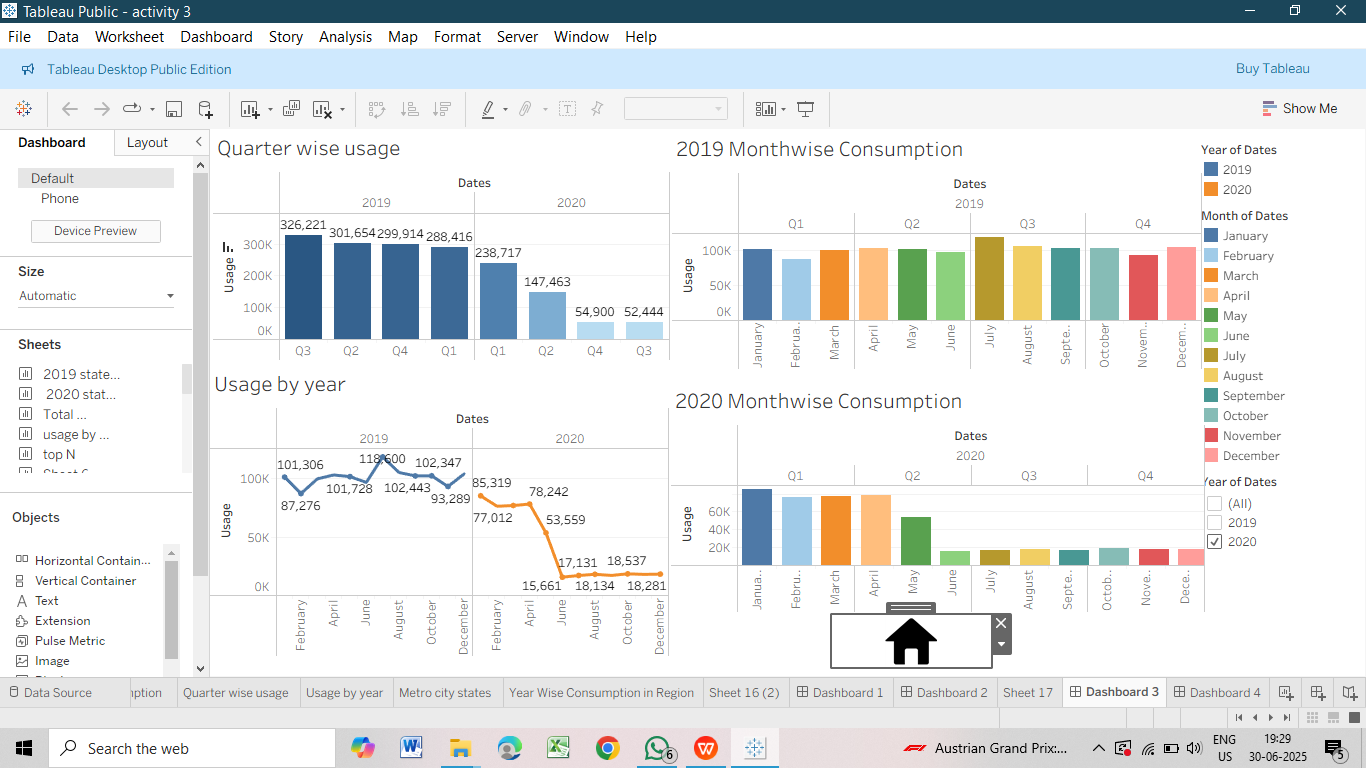 Tableau Public - activity 3
File Data Worksheet Dashboard Story Analysis Map Format Server Window Help
Tableau Desktop Public Edition
Buy Tableau
Show Me
Dashboard
Layout
Default
Phone
Device Preview
Size
Automatic
Sheets
2019 state...
2020 stat...
Total ...
usage by ...
top N
Objects
Horizontal Contain...
Vertical Container
Text
Extension
Pulse Metric
Image
Quarter wise usage
Dates
2019
2020
326,221
301,654
299,914
288,416
238,717
147,463
54,900
52,444
Usage
300K
200K
100K
0K
Q3
Q2
Q4
Q1
Q1
Q2
Q4
Q3
2019 Monthwise Consumption
Dates
2019
Q1
Q2
Q3
Q4
Usage
100K
50K
0K
January
Februa..
March
April
May
June
July
August
Septe..
October
Novem..
Decem..
Usage by year
Dates
2019
2020
Usage
100K
50K
0K
101,306
87,276
101,728
118,600
102,443
102,347
93,289
85,319
77,012
78,242
53,559
15,661
17,131
18,134
18,537
18,281
February
April
June
August
October
December
February
April
June
August
October
December
2020 Monthwise Consumption
Dates
2020
Q1
Q2
Q3
Q4
Usage
60K
40K
20K
Janua..
Febru..
March
April
May
June
July
August
Septe..
Octob..
Nove..
Dece..
Year of Dates
2019
2020
Month of Dates
January
February
March
April
May
June
July
August
September
October
November
December
Year of Dates
(All)
2019
2020
Data Source
ıption
Quarter wise usage
Usage by year
Metro city states
Year Wise Consumption in Region
Sheet 16 (2)
Dashboard 1
Dashboard 2
Sheet 17
Dashboard 3
Dashboard 4
Search the web
6
Austrian Grand Prix:...
ENG
US
19:29
30-06-2025
5